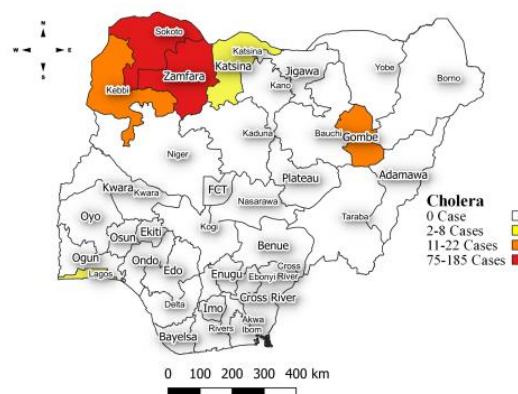 N
W E
S
Sokoto
Katsina
Katsina
Zamfara
Kebbi
Jigawa
Kano
Yobe
Borno
Kaduna
Bauchi
Gombe
Niger
Plateau
Adamawa
FCT
Nasarawa
Taraba
Kwara
Kwara
Oyo
Kogi
Osun
Ekiti
Benue
Ogun
Lagos
Ondo
Edo
Enugu
Ebonyi
Cross
River
Cross River
Delta
Imo
Bayelsa
Rivers
Akwa
Ibom
Cholera
0 Case
2-8 Cases
11-22 Cases
75-185 Cases
0 100 200 300 400 km